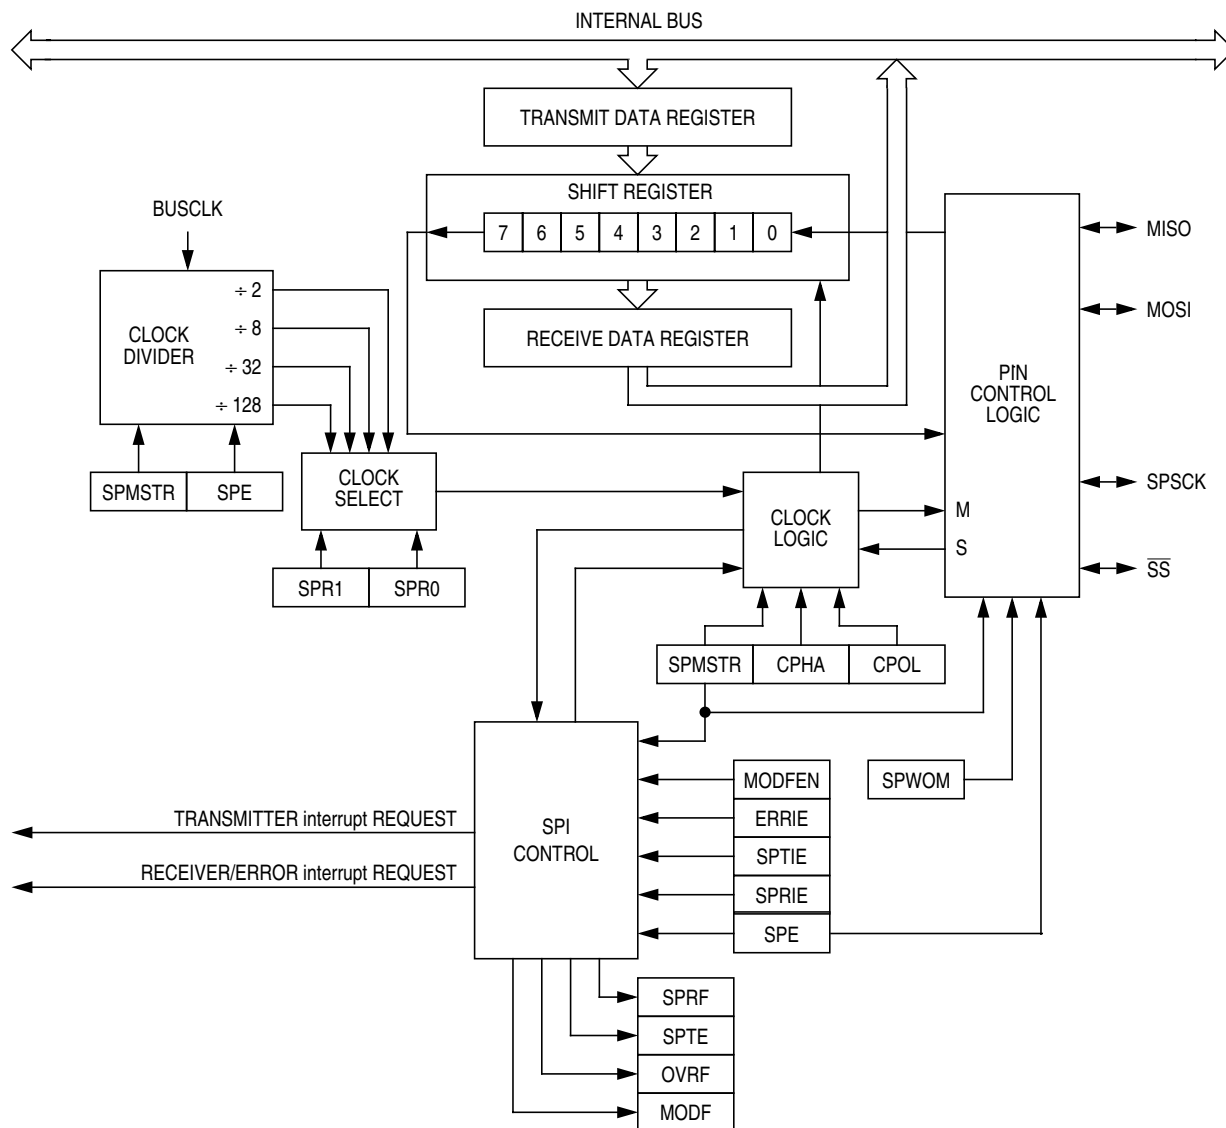 INTERNAL BUS
TRANSMIT DATA REGISTER
SHIFT REGISTER
7 6 5 4 3 2 1 0
RECEIVE DATA REGISTER
BUSCLK
CLOCK
DIVIDER
÷ 2
÷ 8
÷ 32
÷ 128
SPMSTR SPE
CLOCK
SELECT
SPR1 SPR0
CLOCK
LOGIC
PIN
CONTROL
LOGIC
M
S
MISO
MOSI
SPSCK
SS
SPMSTR CPHA CPOL
SPWOM
MODFEN
ERRIE
SPTIE
SPRIE
SPE
SPI
CONTROL
TRANSMITTER interrupt REQUEST
RECEIVER/ERROR interrupt REQUEST
SPRF
SPTE
OVRF
MODF